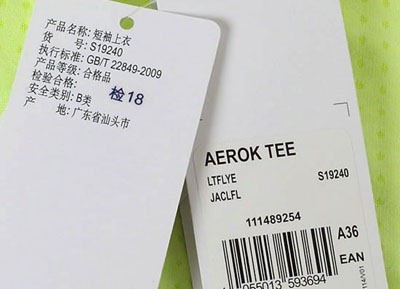 产品名称: 短袖上衣
货 号: S19240
执行标准: GB/T 22849-2009
产品等级: 合格品
检验合格: 检18
安全类别: B类
产 地: 广东省汕头市
AEROK TEE
LTFLYE S19240
JACLFL
111489254
A36
EAN
4 055013 593694